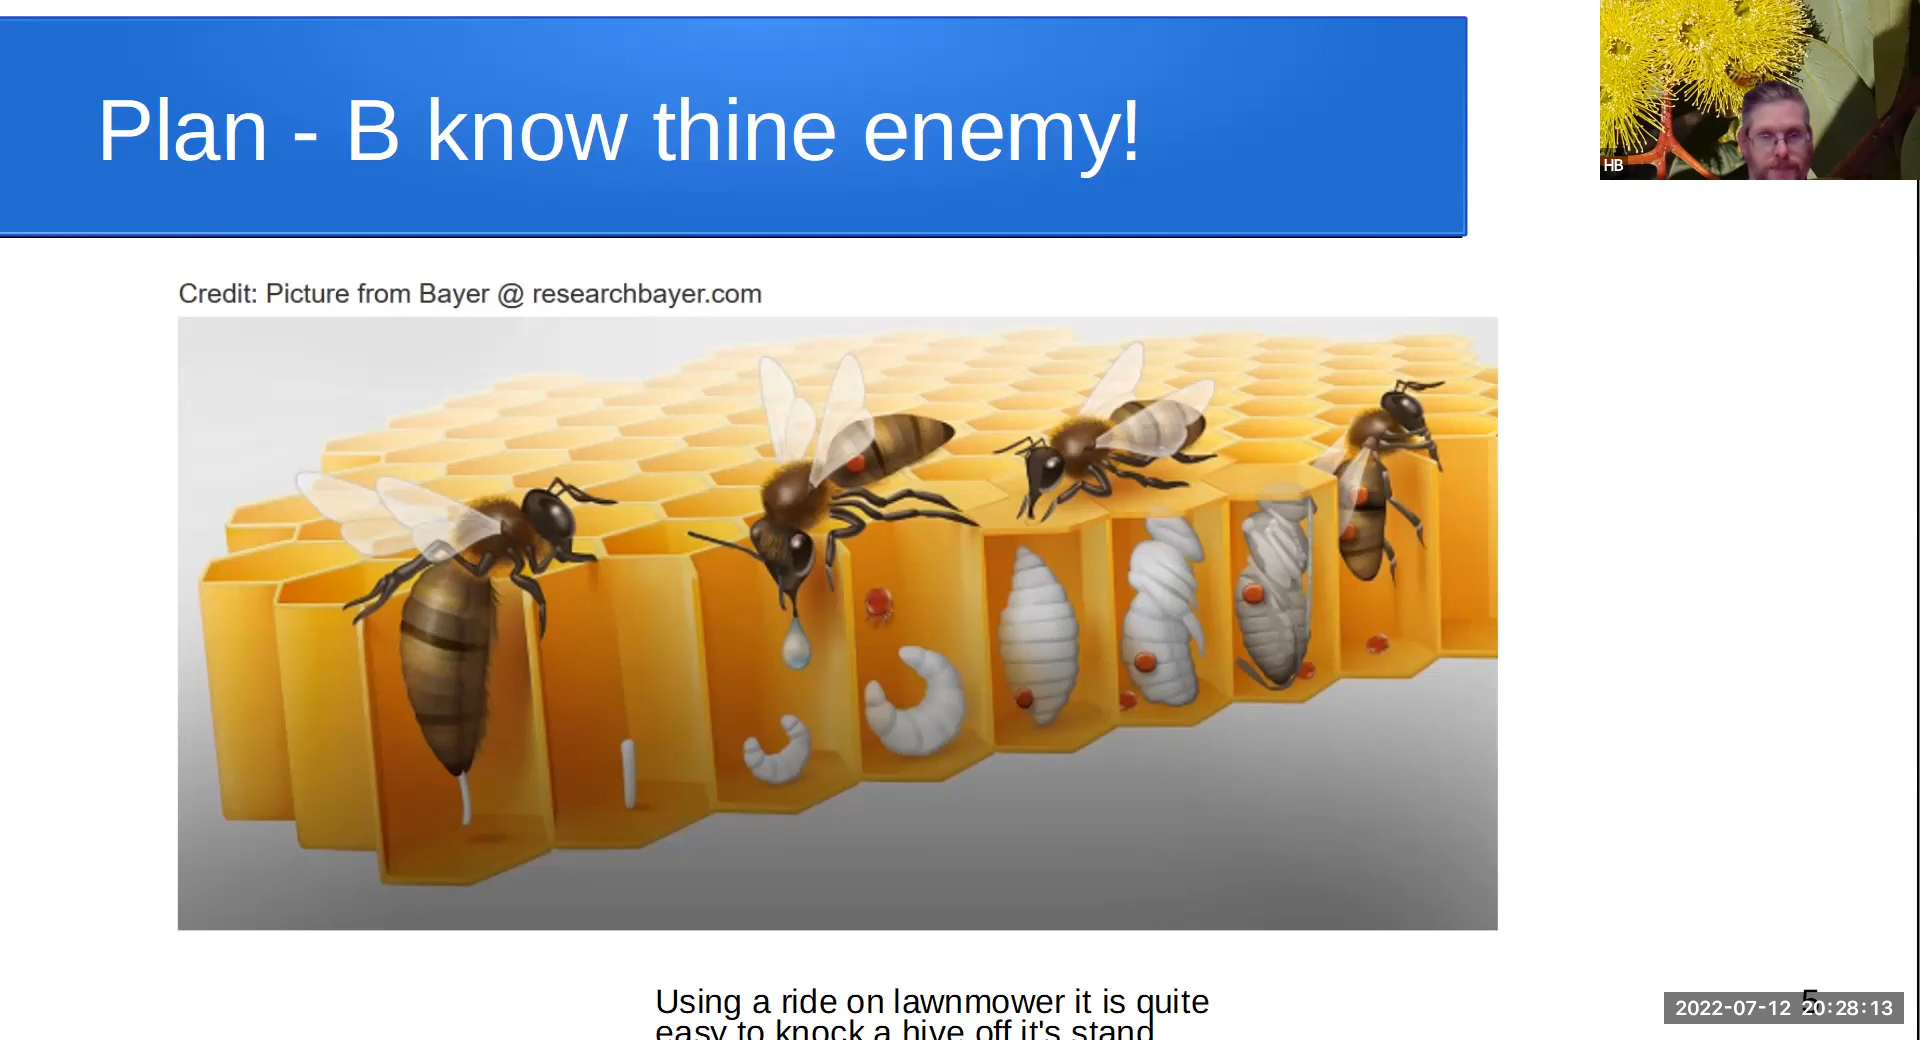 Plan - B know thine enemy!
HB
Credit: Picture from Bayer @ researchbayer.com
Using a ride on lawnmower it is quite
easy to knock a hive off it's stand
5
2022-07-12 20:28:13